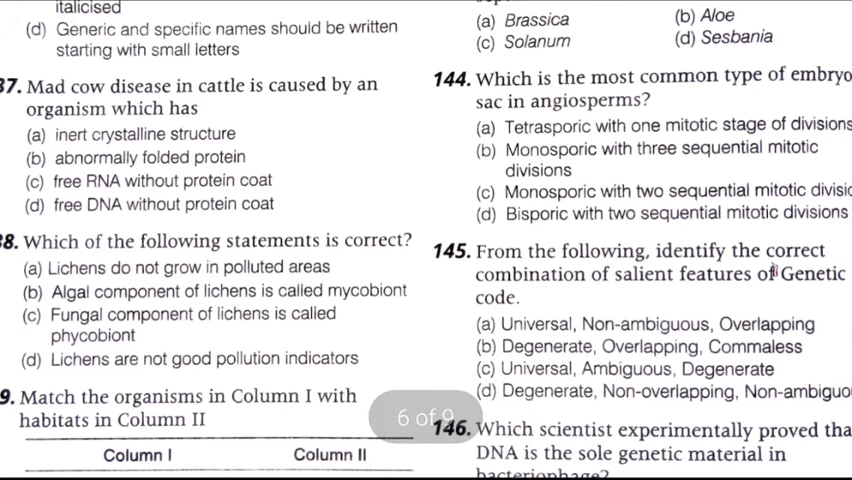 italicised
(d) Generic and specific names should be written
starting with small letters
37. Mad cow disease in cattle is caused by an
organism which has
(a) inert crystalline structure
(b) abnormally folded protein
(c) free RNA without protein coat
(d) free DNA without protein coat
38. Which of the following statements is correct?
(a) Lichens do not grow in polluted areas
(b) Algal component of lichens is called mycobiont
(c) Fungal component of lichens is called
phycobiont
(d) Lichens are not good pollution indicators
9. Match the organisms in Column I with
habitats in Column II
Column I Column II
(a) Brassica (b) Aloe
(c) Solanum (d) Sesbania
144. Which is the most common type of embryo
sac in angiosperms?
(a) Tetrasporic with one mitotic stage of divisions
(b) Monosporic with three sequential mitotic
divisions
(c) Monosporic with two sequential mitotic divisio
(d) Bisporic with two sequential mitotic divisions
145. From the following, identify the correct
combination of salient features of Genetic
code.
(a) Universal, Non-ambiguous, Overlapping
(b) Degenerate, Overlapping, Commaless
(c) Universal, Ambiguous, Degenerate
(d) Degenerate, Non-overlapping, Non-ambiguo
6 of 9
146. Which scientist experimentally proved tha
DNA is the sole genetic material in
bacteriophage?